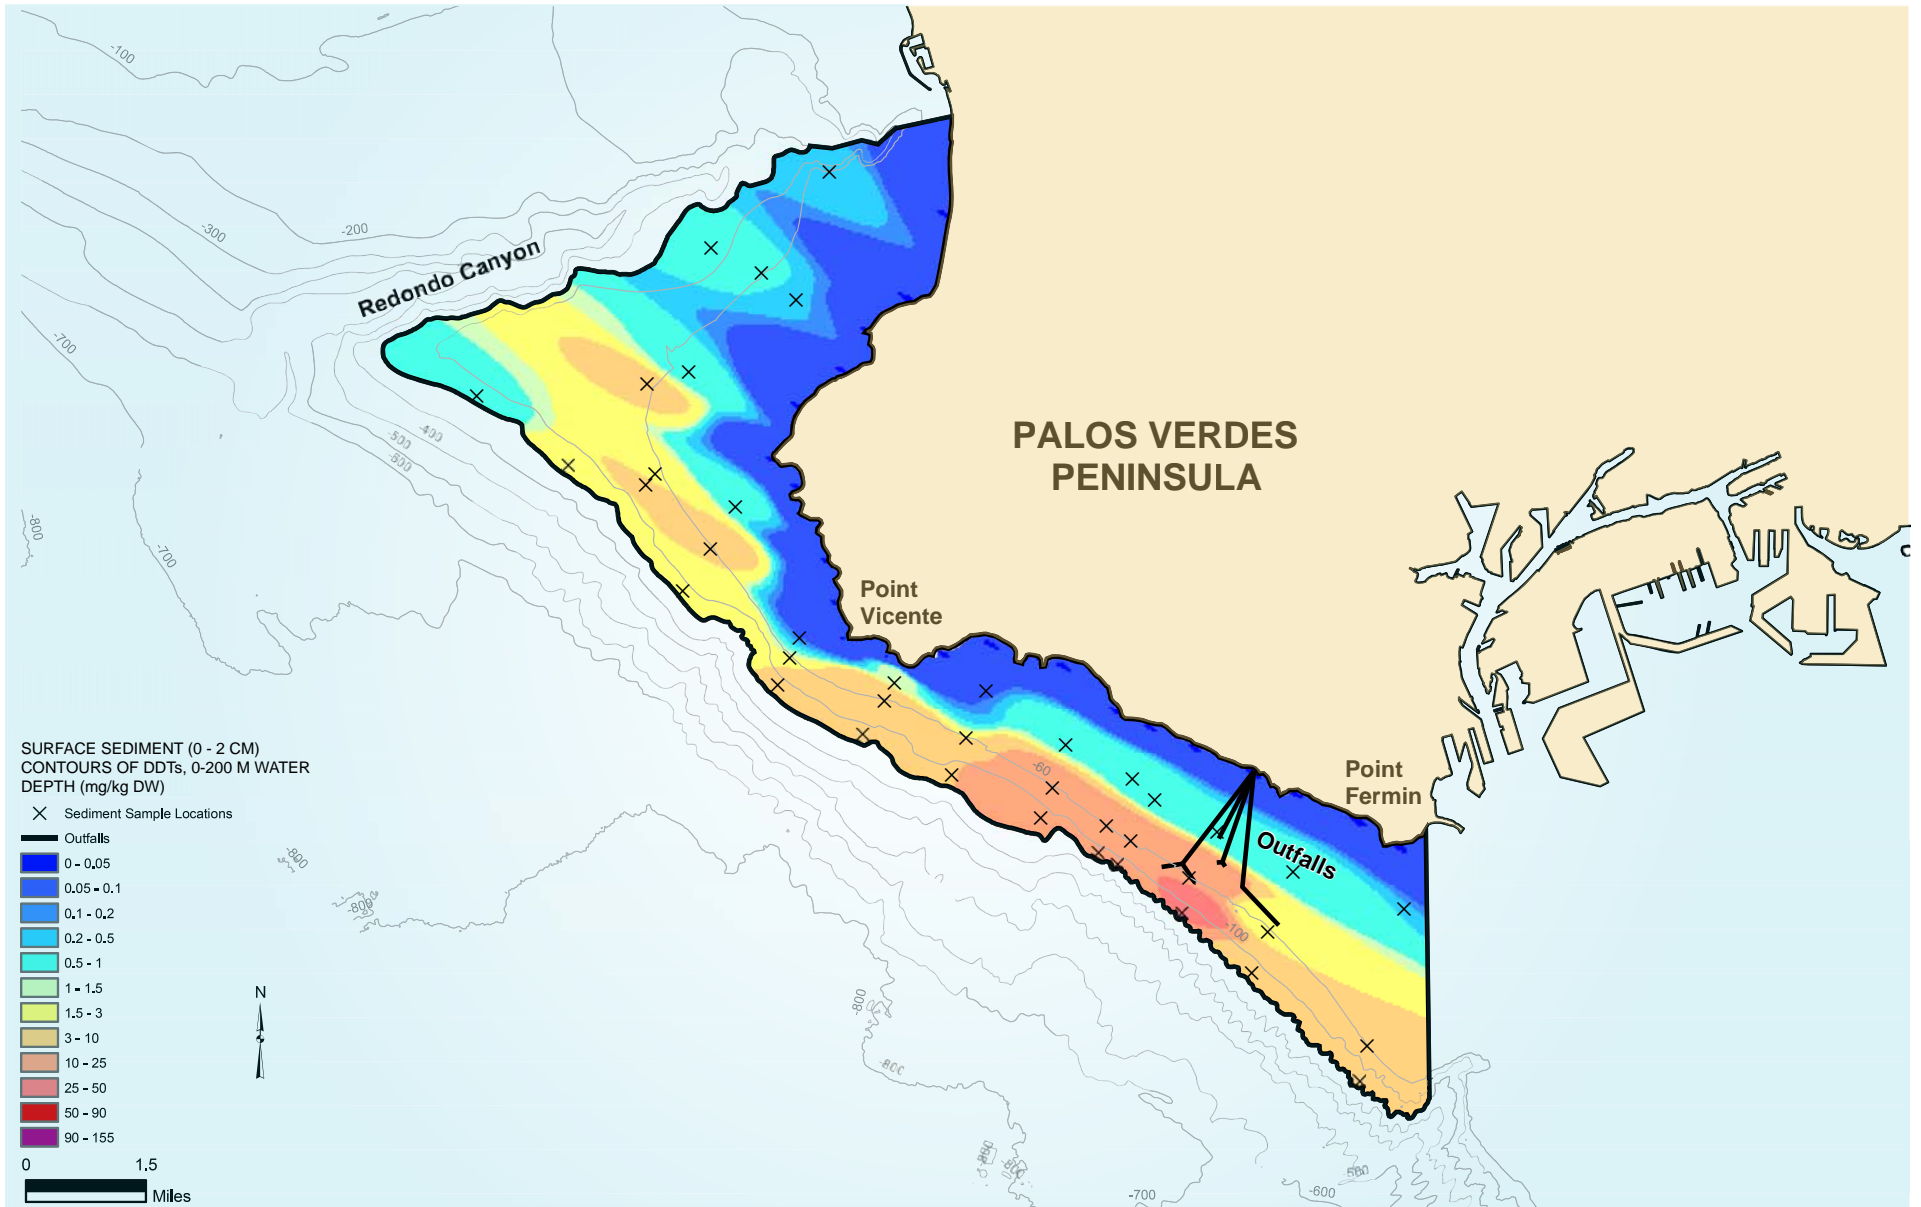 -100
-200
-300
Redondo Canyon
-700
-400
-500
-600
-800
-700
PALOS VERDES
PENINSULA
Point
Vicente
Point
Fermin
Outfalls
-60
-100
SURFACE SEDIMENT (0 - 2 CM)
CONTOURS OF DDTs, 0-200 M WATER
DEPTH (mg/kg DW)
Sediment Sample Locations
Outfalls
0 - 0.05
0.05 - 0.1
0.1 - 0.2
0.2 - 0.5
0.5 - 1
1 - 1.5
1.5 - 3
3 - 10
10 - 25
25 - 50
50 - 90
90 - 155
N
0 1.5
Miles
-800
-800
-800
-800
-800
-700
-600